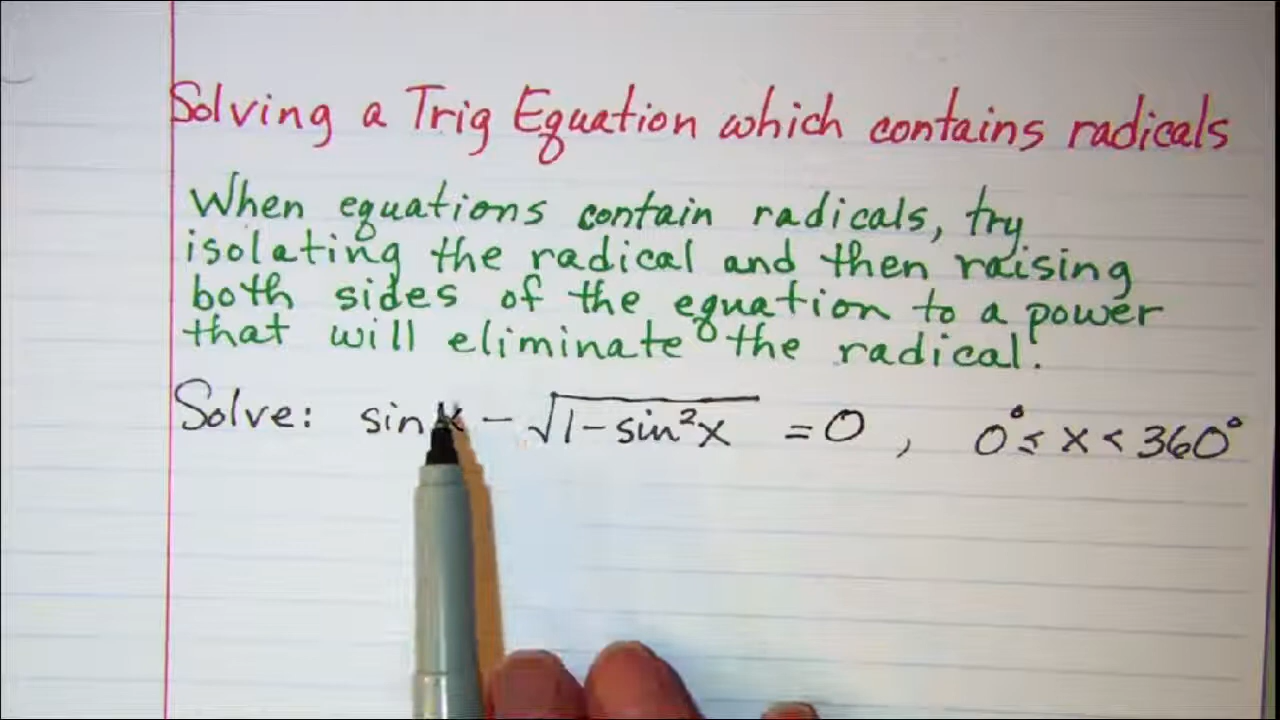 Solving a Trig Equation which contains radicals
When equations contain radicals, try
isolating the radical and then raising
both sides of the equation to a power
that will eliminate the radical.
Solve: sin x - √(1-sin²x) = 0 , 0° ≤ x < 360°